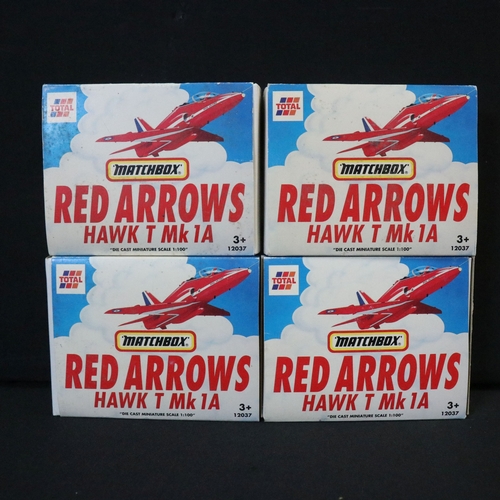 TOTAL
MATCHBOX
RED ARROWS
HAWK T Mk 1A
3+
"DIE CAST MINIATURE SCALE 1:100"
12037
TOTAL
MATCHBOX
RED ARROWS
HAWK T Mk 1A
3+
"DIE CAST MINIATURE SCALE 1:100"
12037
TOTAL
MATCHBOX
RED ARROWS
HAWK T Mk 1A
3+
"DIE CAST MINIATURE SCALE 1:100"
12037
TOTAL
MATCHBOX
RED ARROWS
HAWK T Mk 1A
3+
"DIE CAST MINIATURE SCALE 1:100"
12037